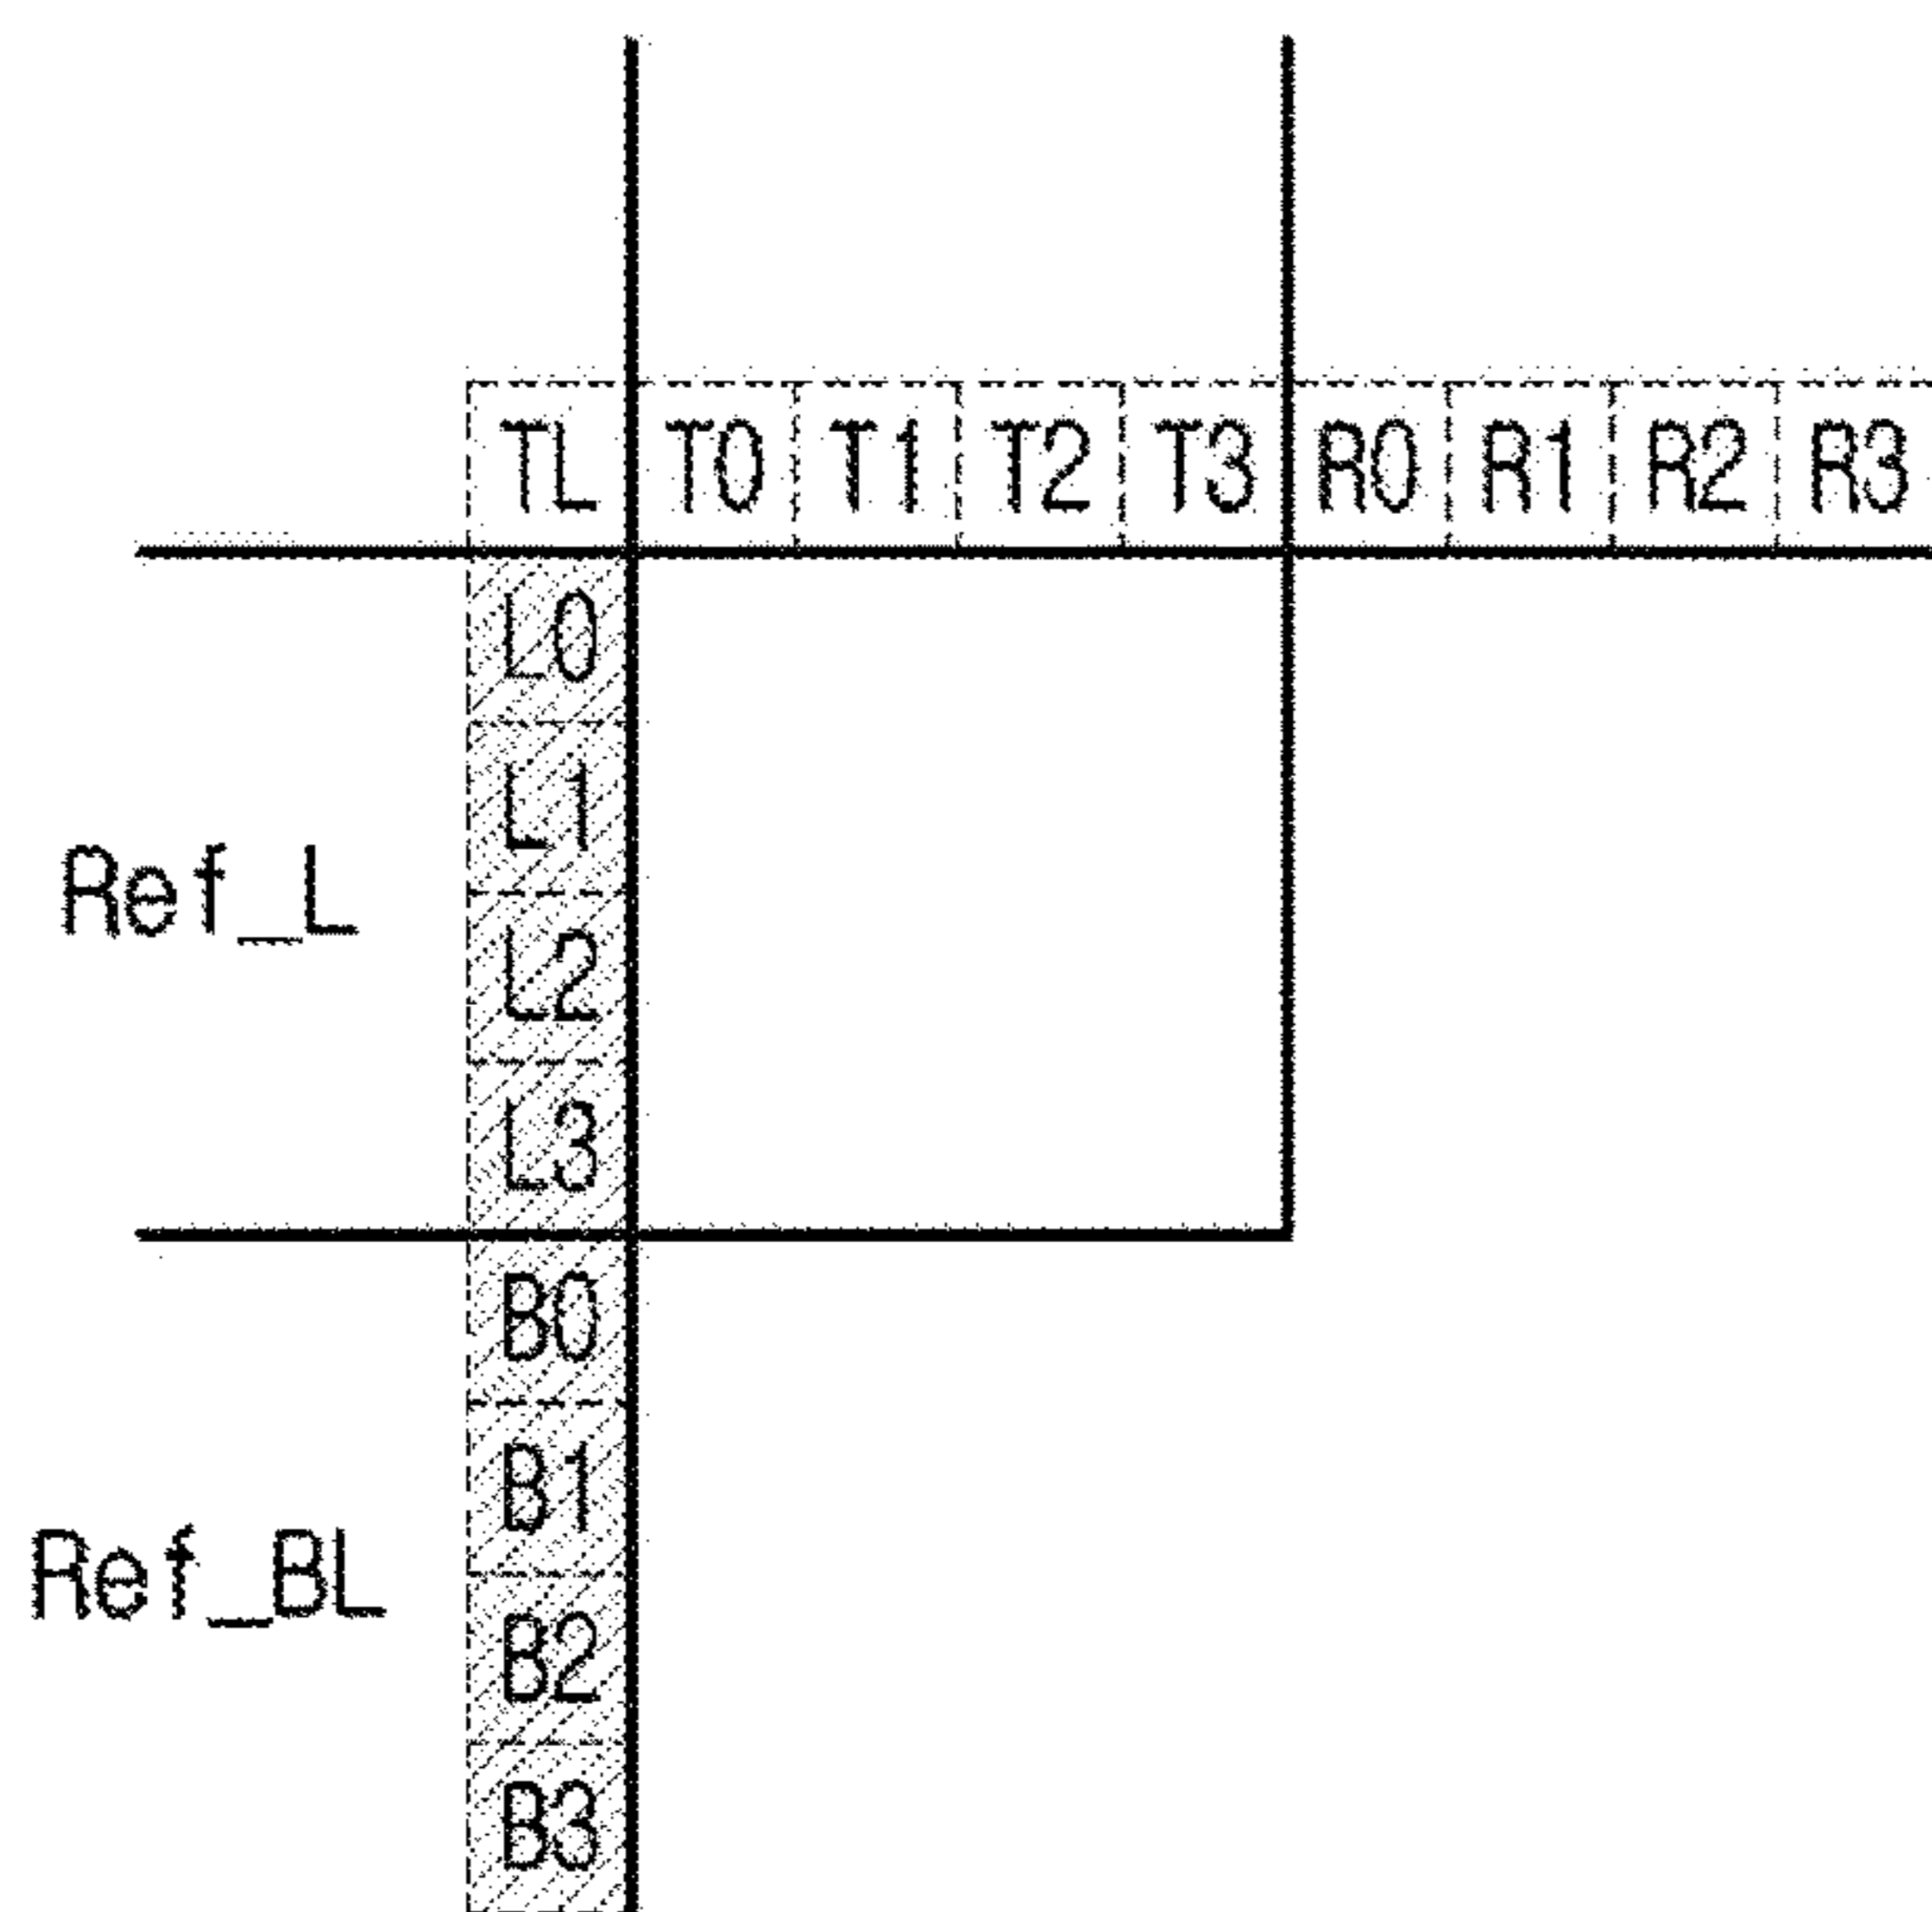 TL T0 T1 T2 T3 R0 R1 R2 R3
L0
L1
Ref_L
L2
L3
B0
B1
Ref_BL
B2
B3